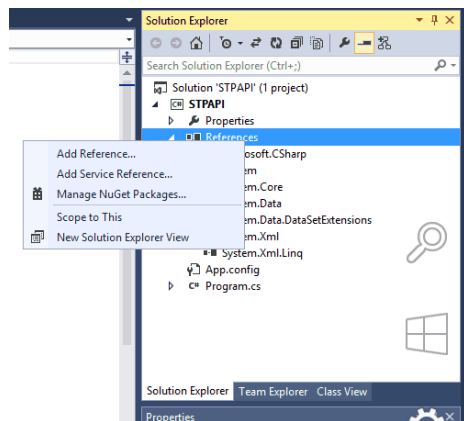 Solution Explorer
Search Solution Explorer (Ctrl+;)
Solution 'STPAPI' (1 project)
C# STPAPI
Properties
References
Add Reference...
osoft.CSharp
Add Service Reference...
em
Manage NuGet Packages...
em.Core
em.Data
Scope to This
em.Data.DataSetExtensions
New Solution Explorer View
em.Xml
System.Xml.Linq
App.config
C# Program.cs
Solution Explorer Team Explorer Class View
Properties